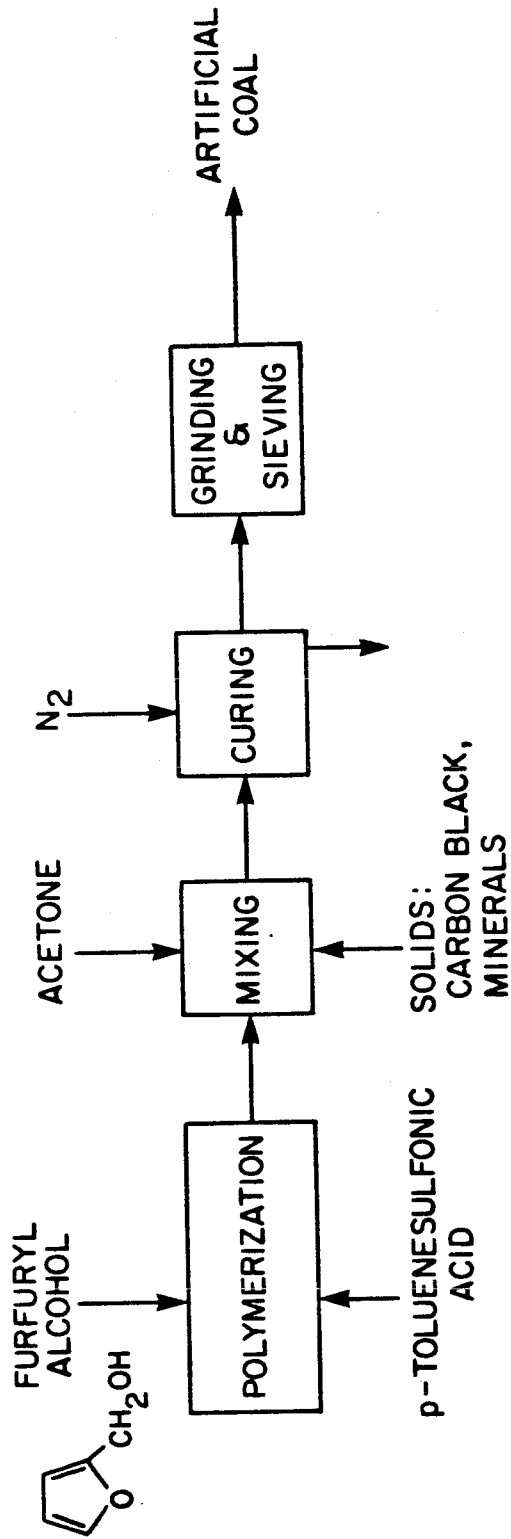 FURFURYL
ALCOHOL
O
CH2OH
POLYMERIZATION
p-TOLUENESULFONIC
ACID
ACETONE
MIXING
SOLIDS:
CARBON BLACK,
MINERALS
N2
CURING
GRINDING
&
SIEVING
ARTIFICIAL
COAL